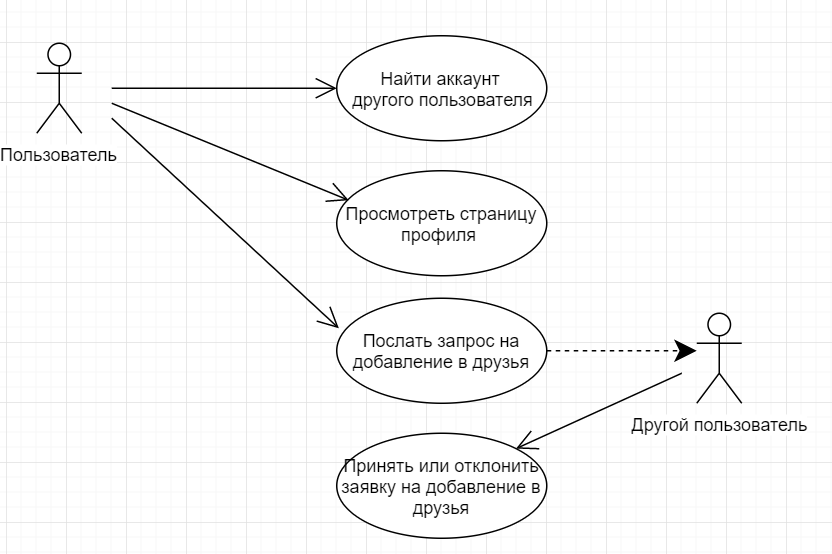 Найти аккаунт
другого пользователя
Пользователь
Просмотреть страницу
профиля
Послать запрос на
добавление в друзья
Другой пользователь
Принять или отклонить
заявку на добавление в
друзья